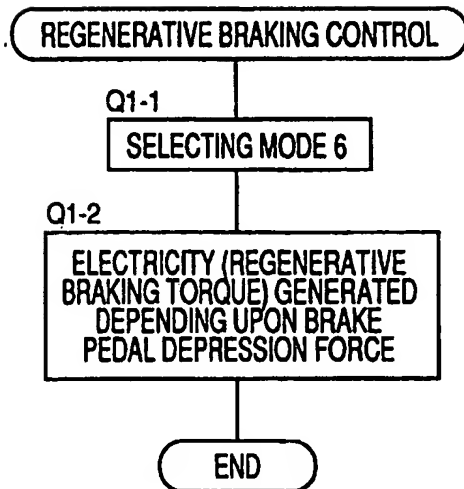 REGENERATIVE BRAKING CONTROL
Q1-1
SELECTING MODE 6
Q1-2
ELECTRICITY (REGENERATIVE
BRAKING TORQUE) GENERATED
DEPENDING UPON BRAKE
PEDAL DEPRESSION FORCE
END